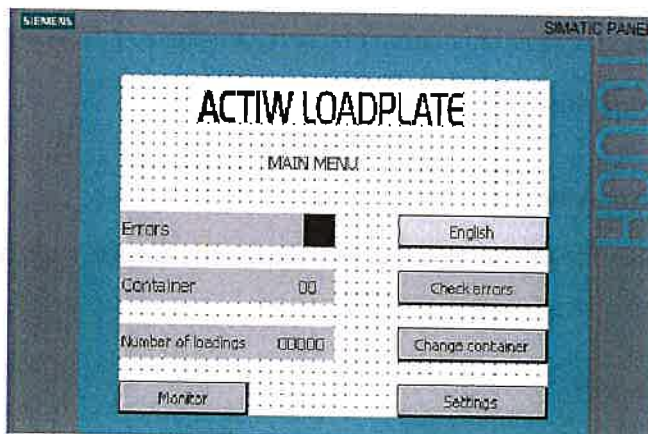 SIEMENS
SIMATIC PANEL
TOUCH
ACTIW LOADPLATE
MAIN MENU
Errors
English
Container 00
Check errors
Number of loadings 00000
Change container
Monitor
Settings